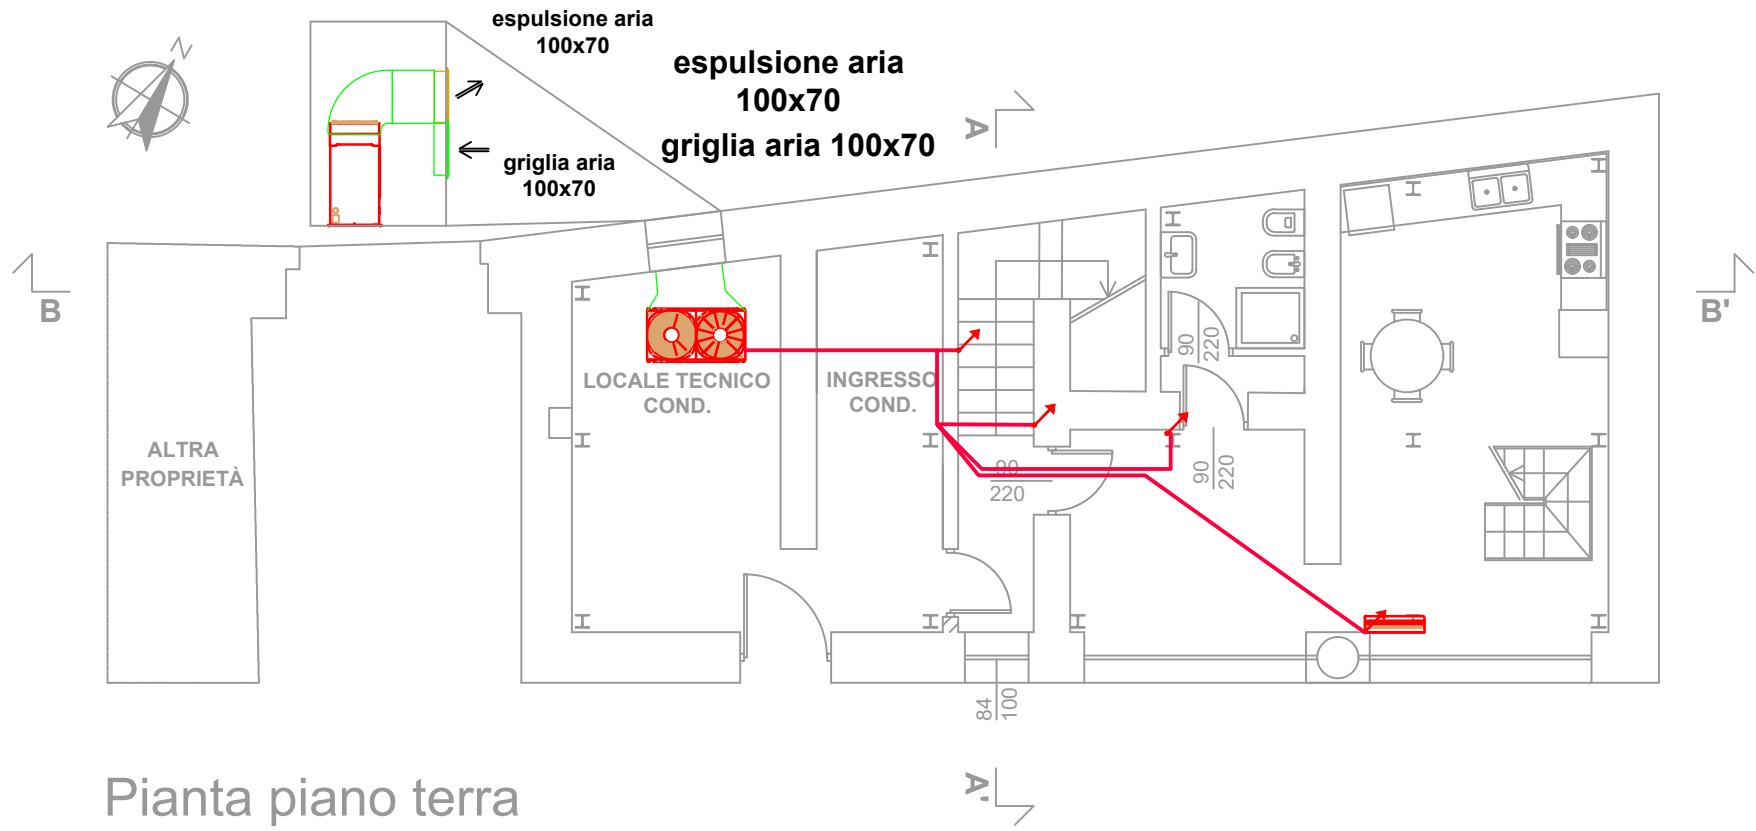 espulsione aria
100x70
espulsione aria
100x70
griglia aria 100x70
griglia aria
100x70
N
A
B
B'
LOCALE TECNICO
COND.
INGRESSO
COND.
ALTRA
PROPRIETÀ
90
220
90
220
90
220
84
100
A'
Pianta piano terra